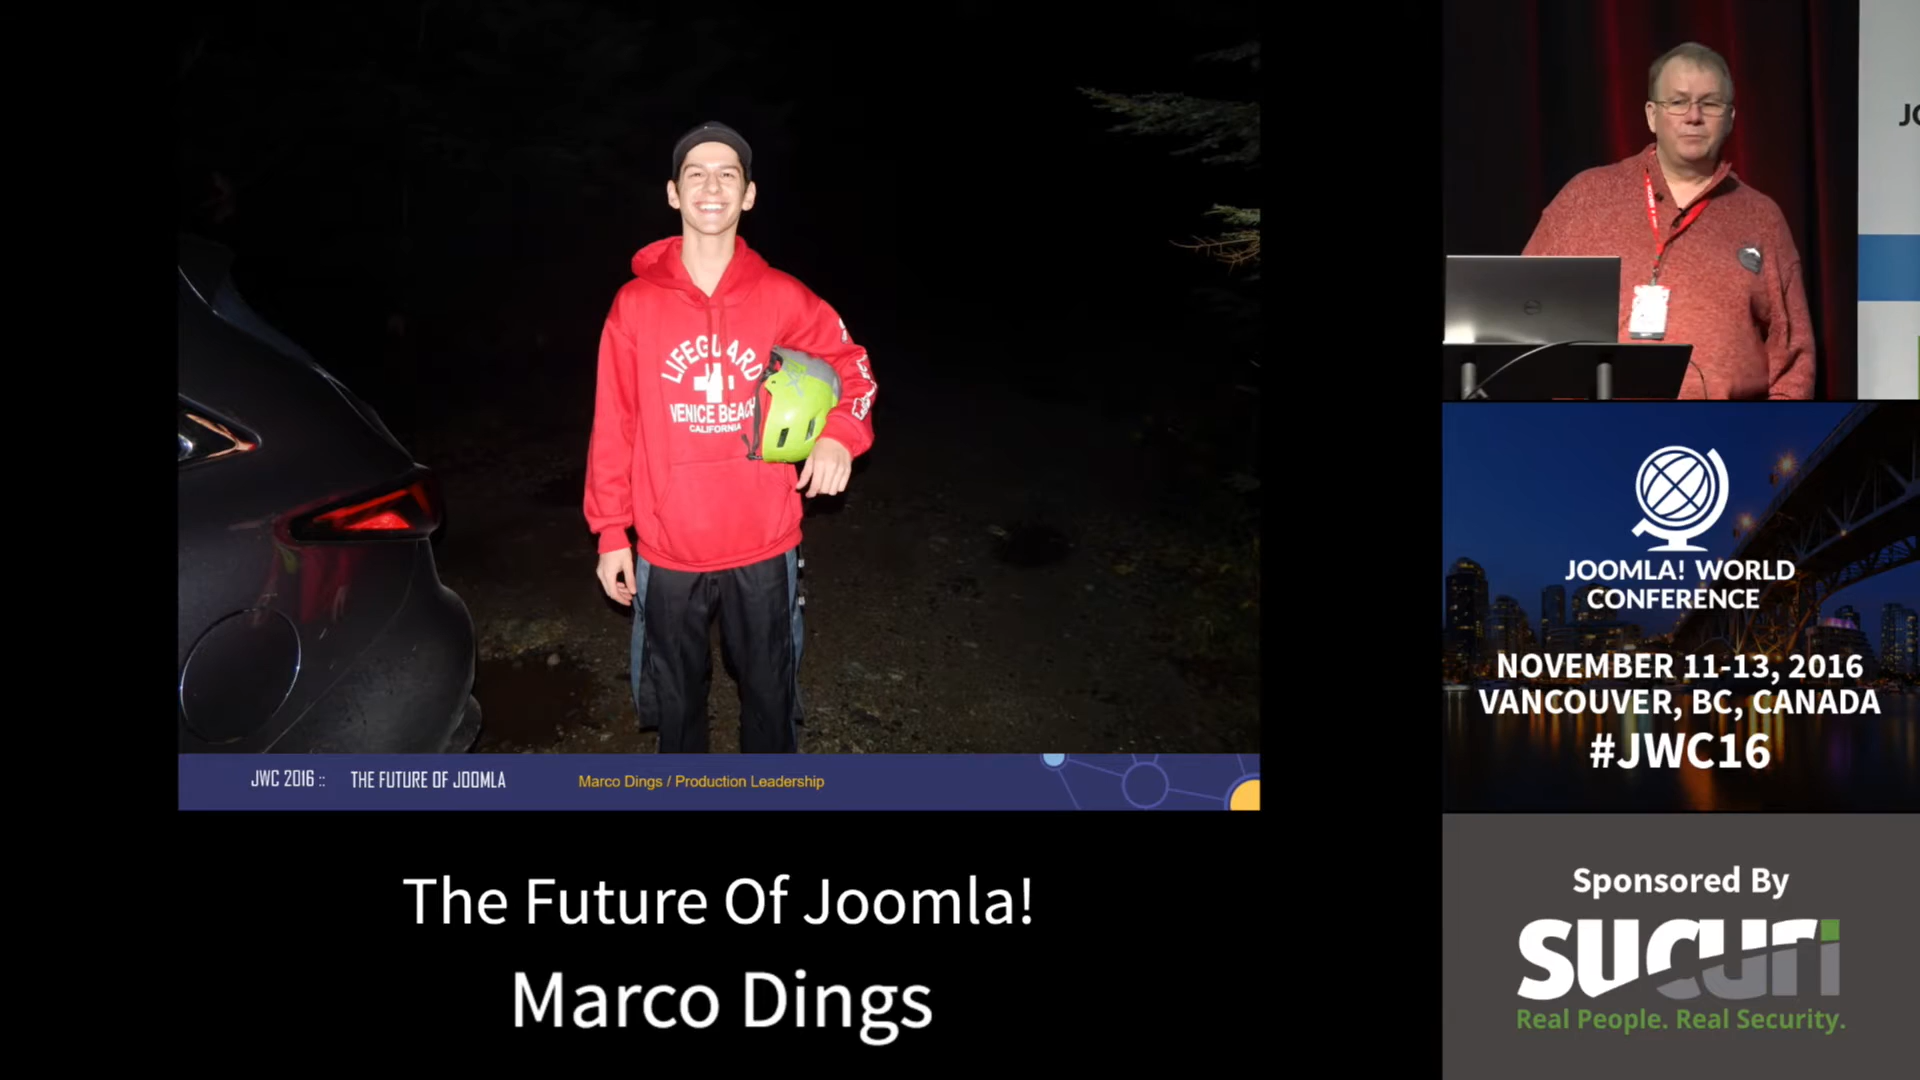 LIFEGUARD
VENICE BEACH
CALIFORNIA
JWC 2016 :: THE FUTURE OF JOOMLA Marco Dings / Production Leadership
The Future Of Joomla!
Marco Dings
JOOMLA! WORLD
CONFERENCE
NOVEMBER 11-13, 2016
VANCOUVER, BC, CANADA
#JWC16
Sponsored By
SUCURI
Real People. Real Security.